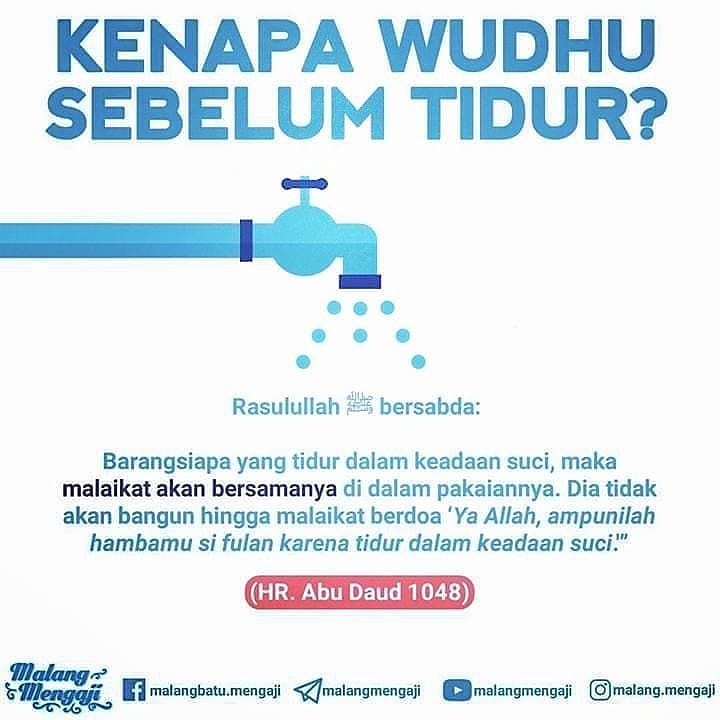 KENAPA WUDHU
SEBELUM TIDUR?
Rasulullah ﷺ bersabda:
Barangsiapa yang tidur dalam keadaan suci, maka
malaikat akan bersamanya di dalam pakaiannya. Dia tidak
akan bangun hingga malaikat berdoa 'Ya Allah, ampunilah
hambamu si fulan karena tidur dalam keadaan suci.'"
(HR. Abu Daud 1048)
Malang
Mengaji
malangbatu.mengaji malangmengaji malangmengaji malang.mengaji